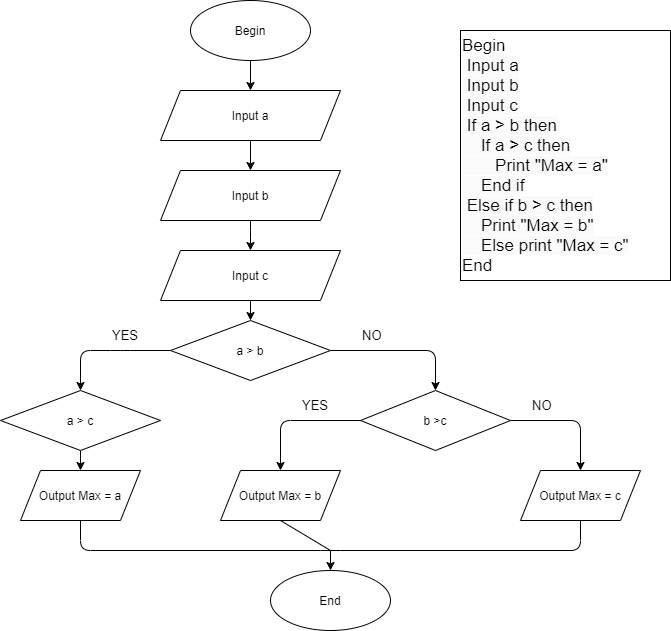 Begin
Input a
Input b
Input c
a > b
YES
NO
a > c
b >c
YES
NO
Output Max = a
Output Max = b
Output Max = c
End
Begin
Input a
Input b
Input c
If a > b then
If a > c then
Print "Max = a"
End if
Else if b > c then
Print "Max = b"
Else print "Max = c"
End